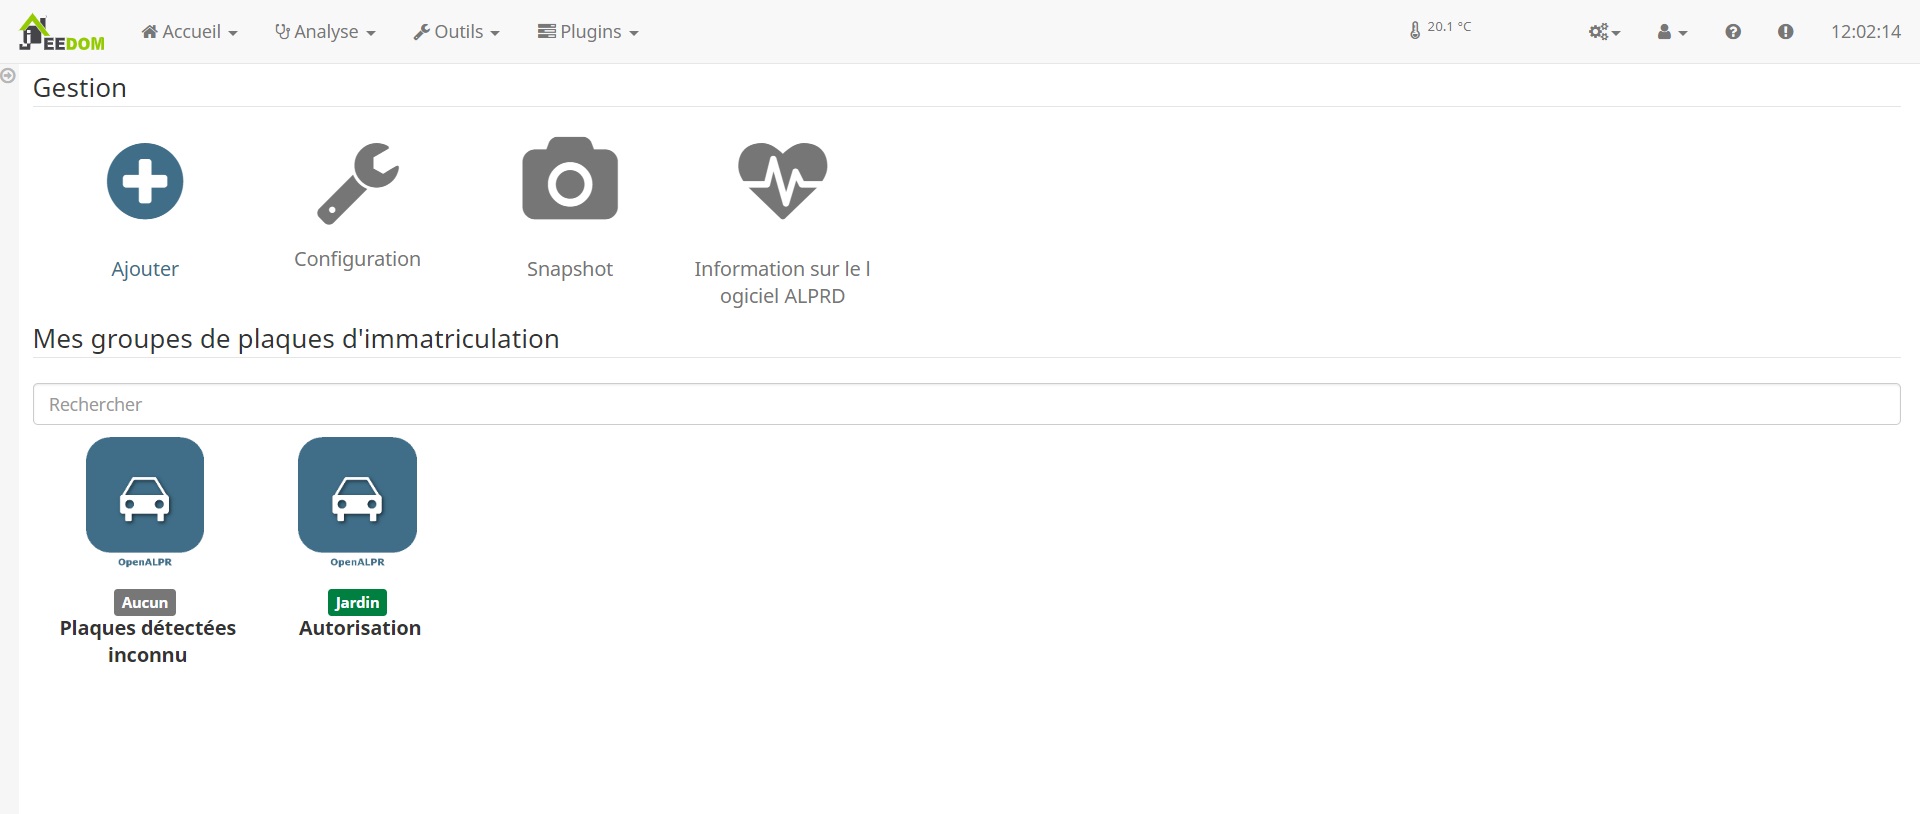 JEEDOM Accueil Analyse Outils Plugins 20.1 °C 12:02:14
Gestion
Ajouter
Configuration
Snapshot
Information sur le l
ogiciel ALPRD
Mes groupes de plaques d'immatriculation
Rechercher
OpenALPR
Aucun
Plaques détectées
inconnu
OpenALPR
Jardin
Autorisation